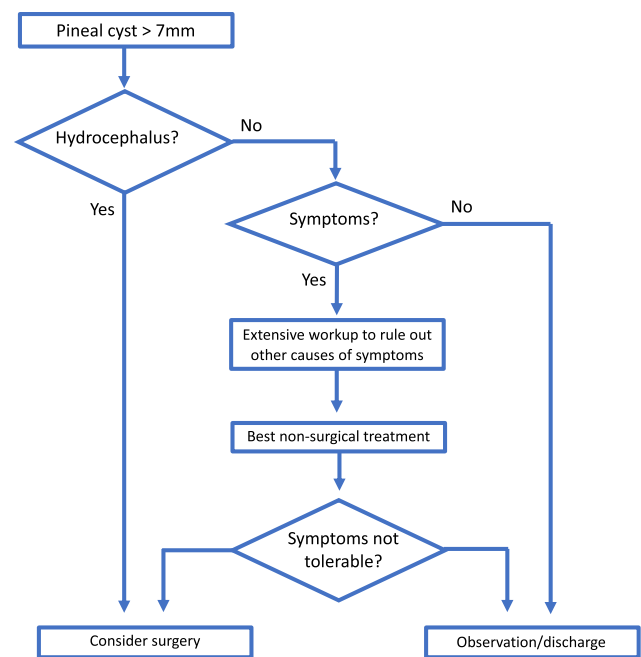 Pineal cyst > 7mm
Hydrocephalus?
No
Yes
Symptoms?
No
Yes
Extensive workup to rule out
other causes of symptoms
Best non-surgical treatment
Symptoms not
tolerable?
Consider surgery
Observation/discharge